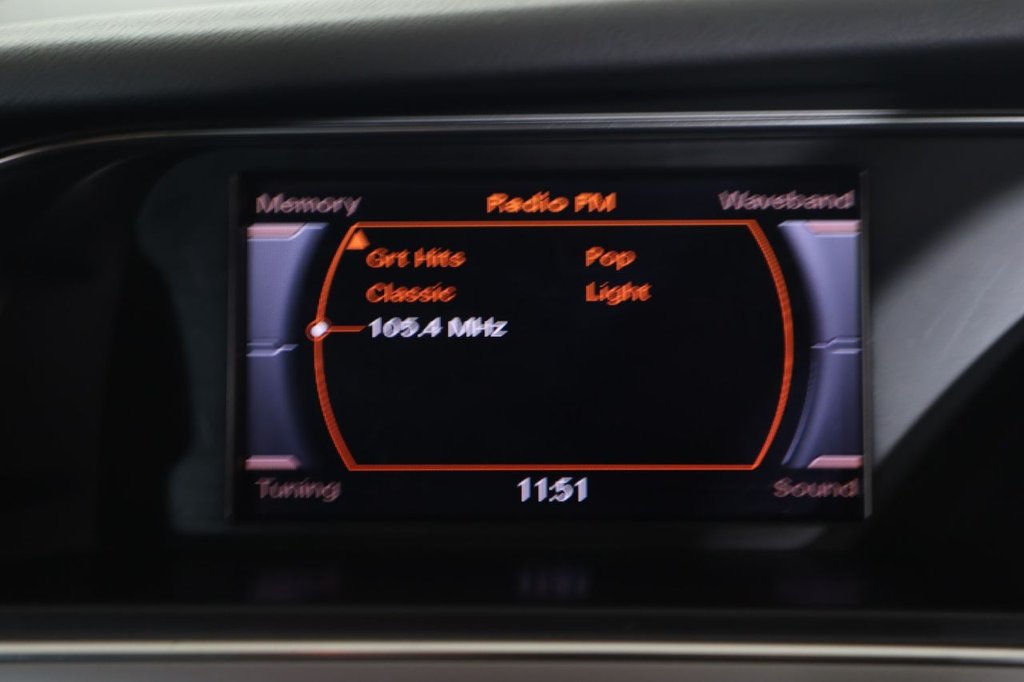 Memory Radio FM Waveband
Grt Hits Pop
Classic Light
105.4 MHz
Tuning 11:51 Sound